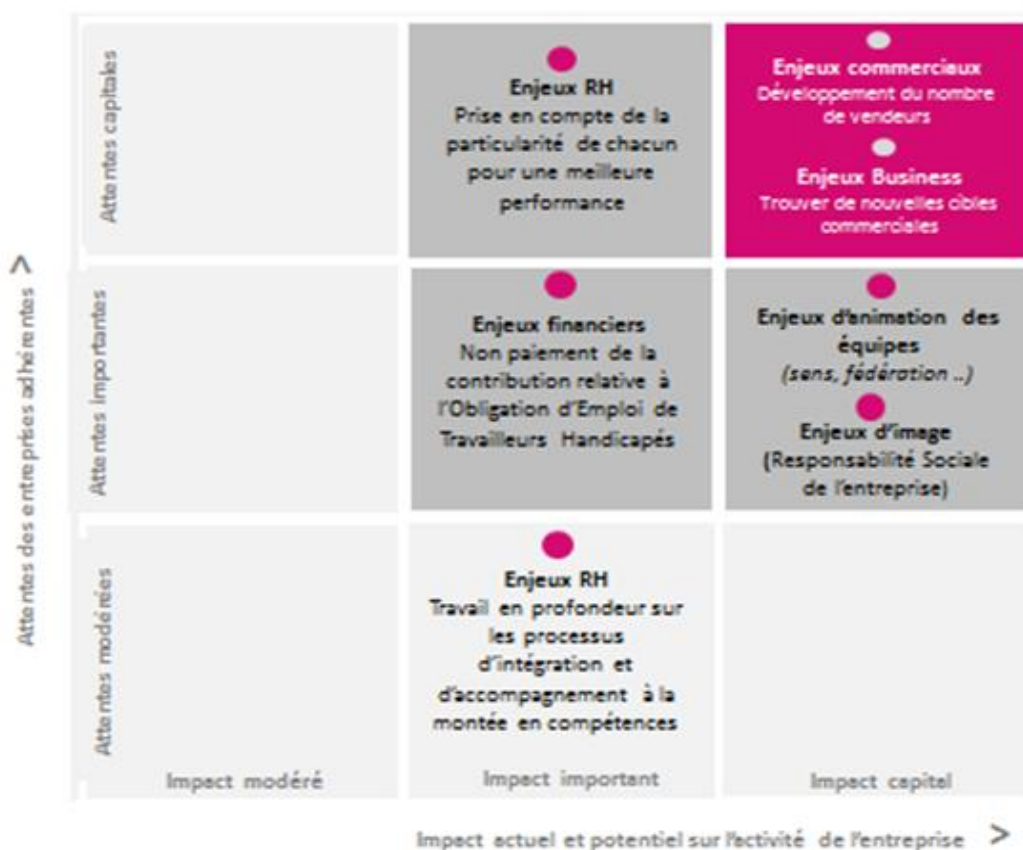 Attentes des entreprises adhérentes >
Attentes capitales
Enjeux RH
Prise en compte de la
particularité de chacun
pour une meilleure
performance
Enjeux commerciaux
Développement du nombre
de vendeurs
Enjeux Business
Trouver de nouvelles cibles
commerciales
Attentes importantes
Enjeux financiers
Non paiement de la
contribution relative à
l'Obligation d'Emploi de
Travailleurs Handicapés
Enjeux d'animation des
équipes
(sens, fédération ..)
Enjeux d'image
(Responsabilité Sociale
de l'entreprise)
Attentes modérées
Enjeux RH
Travail en profondeur sur
les processus
d'intégration et
d'accompagnement à la
montée en compétences
Impact modéré
Impact important
Impact capital
Impact actuel et potentiel sur l'activité de l'entreprise >